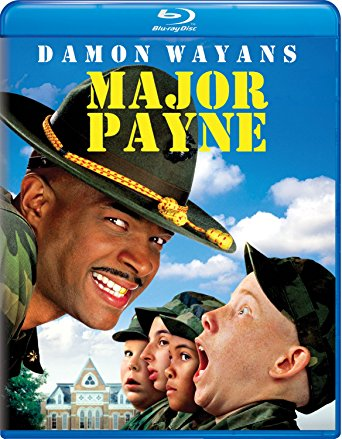 Blu-ray Disc
DAMON WAYANS
MAJOR
PAYNE